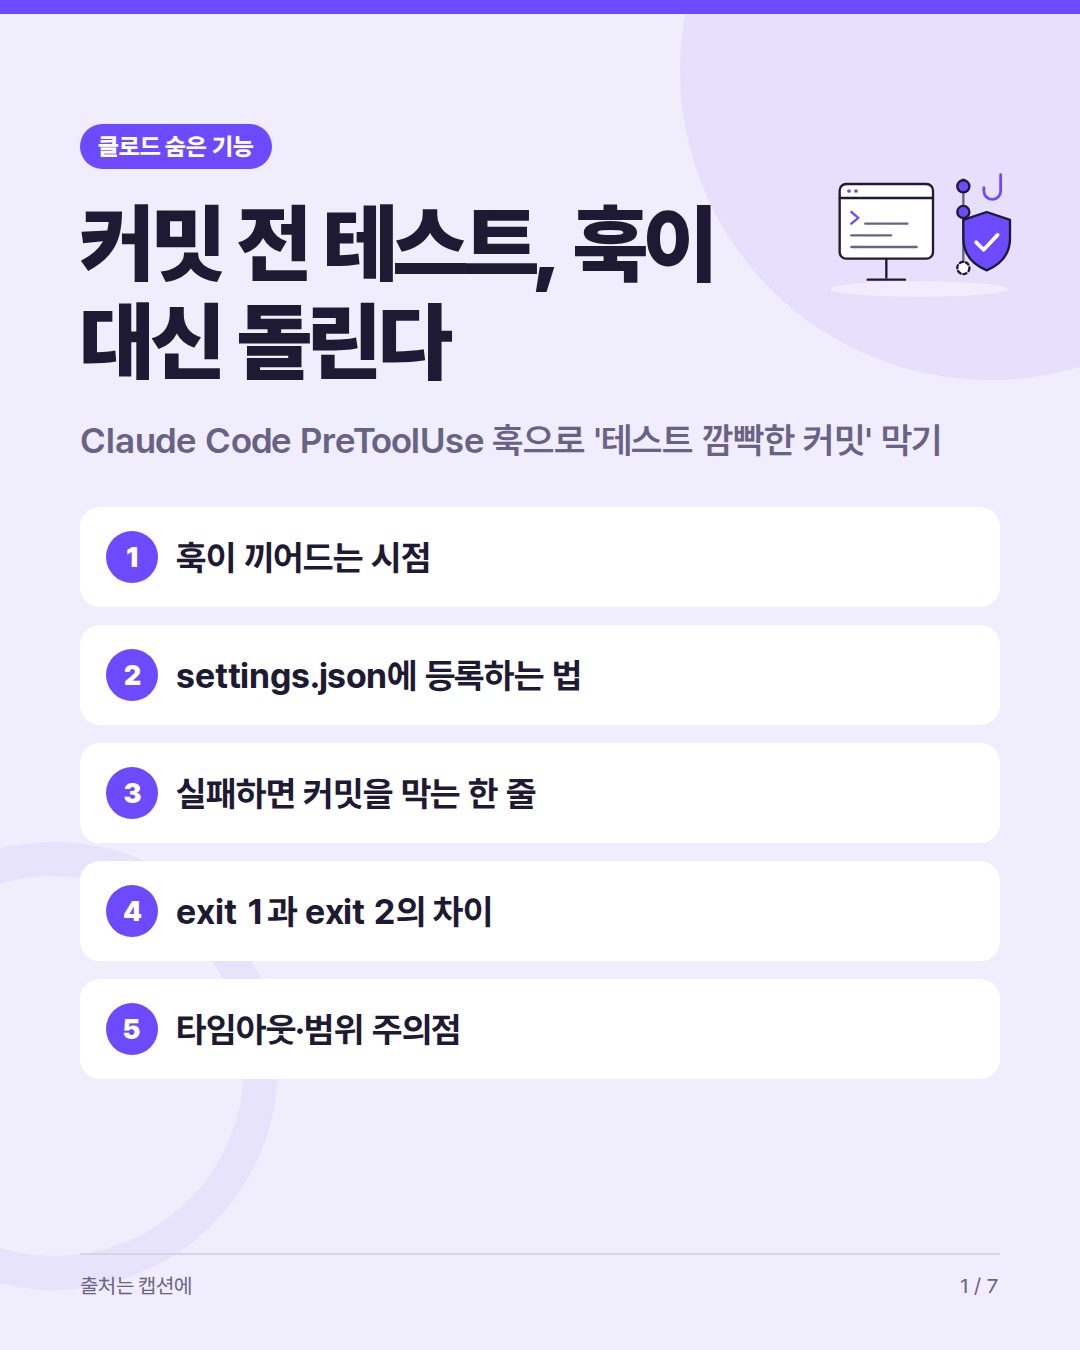 클로드 숨은 기능
커밋 전 테스트, 훅이
대신 돌린다
Claude Code PreToolUse 훅으로 '테스트 깜빡한 커밋' 막기
1 훅이 끼어드는 시점
2 settings.json에 등록하는 법
3 실패하면 커밋을 막는 한 줄
4 exit 1과 exit 2의 차이
5 타임아웃·범위 주의점
출처는 캡션에
1 / 7